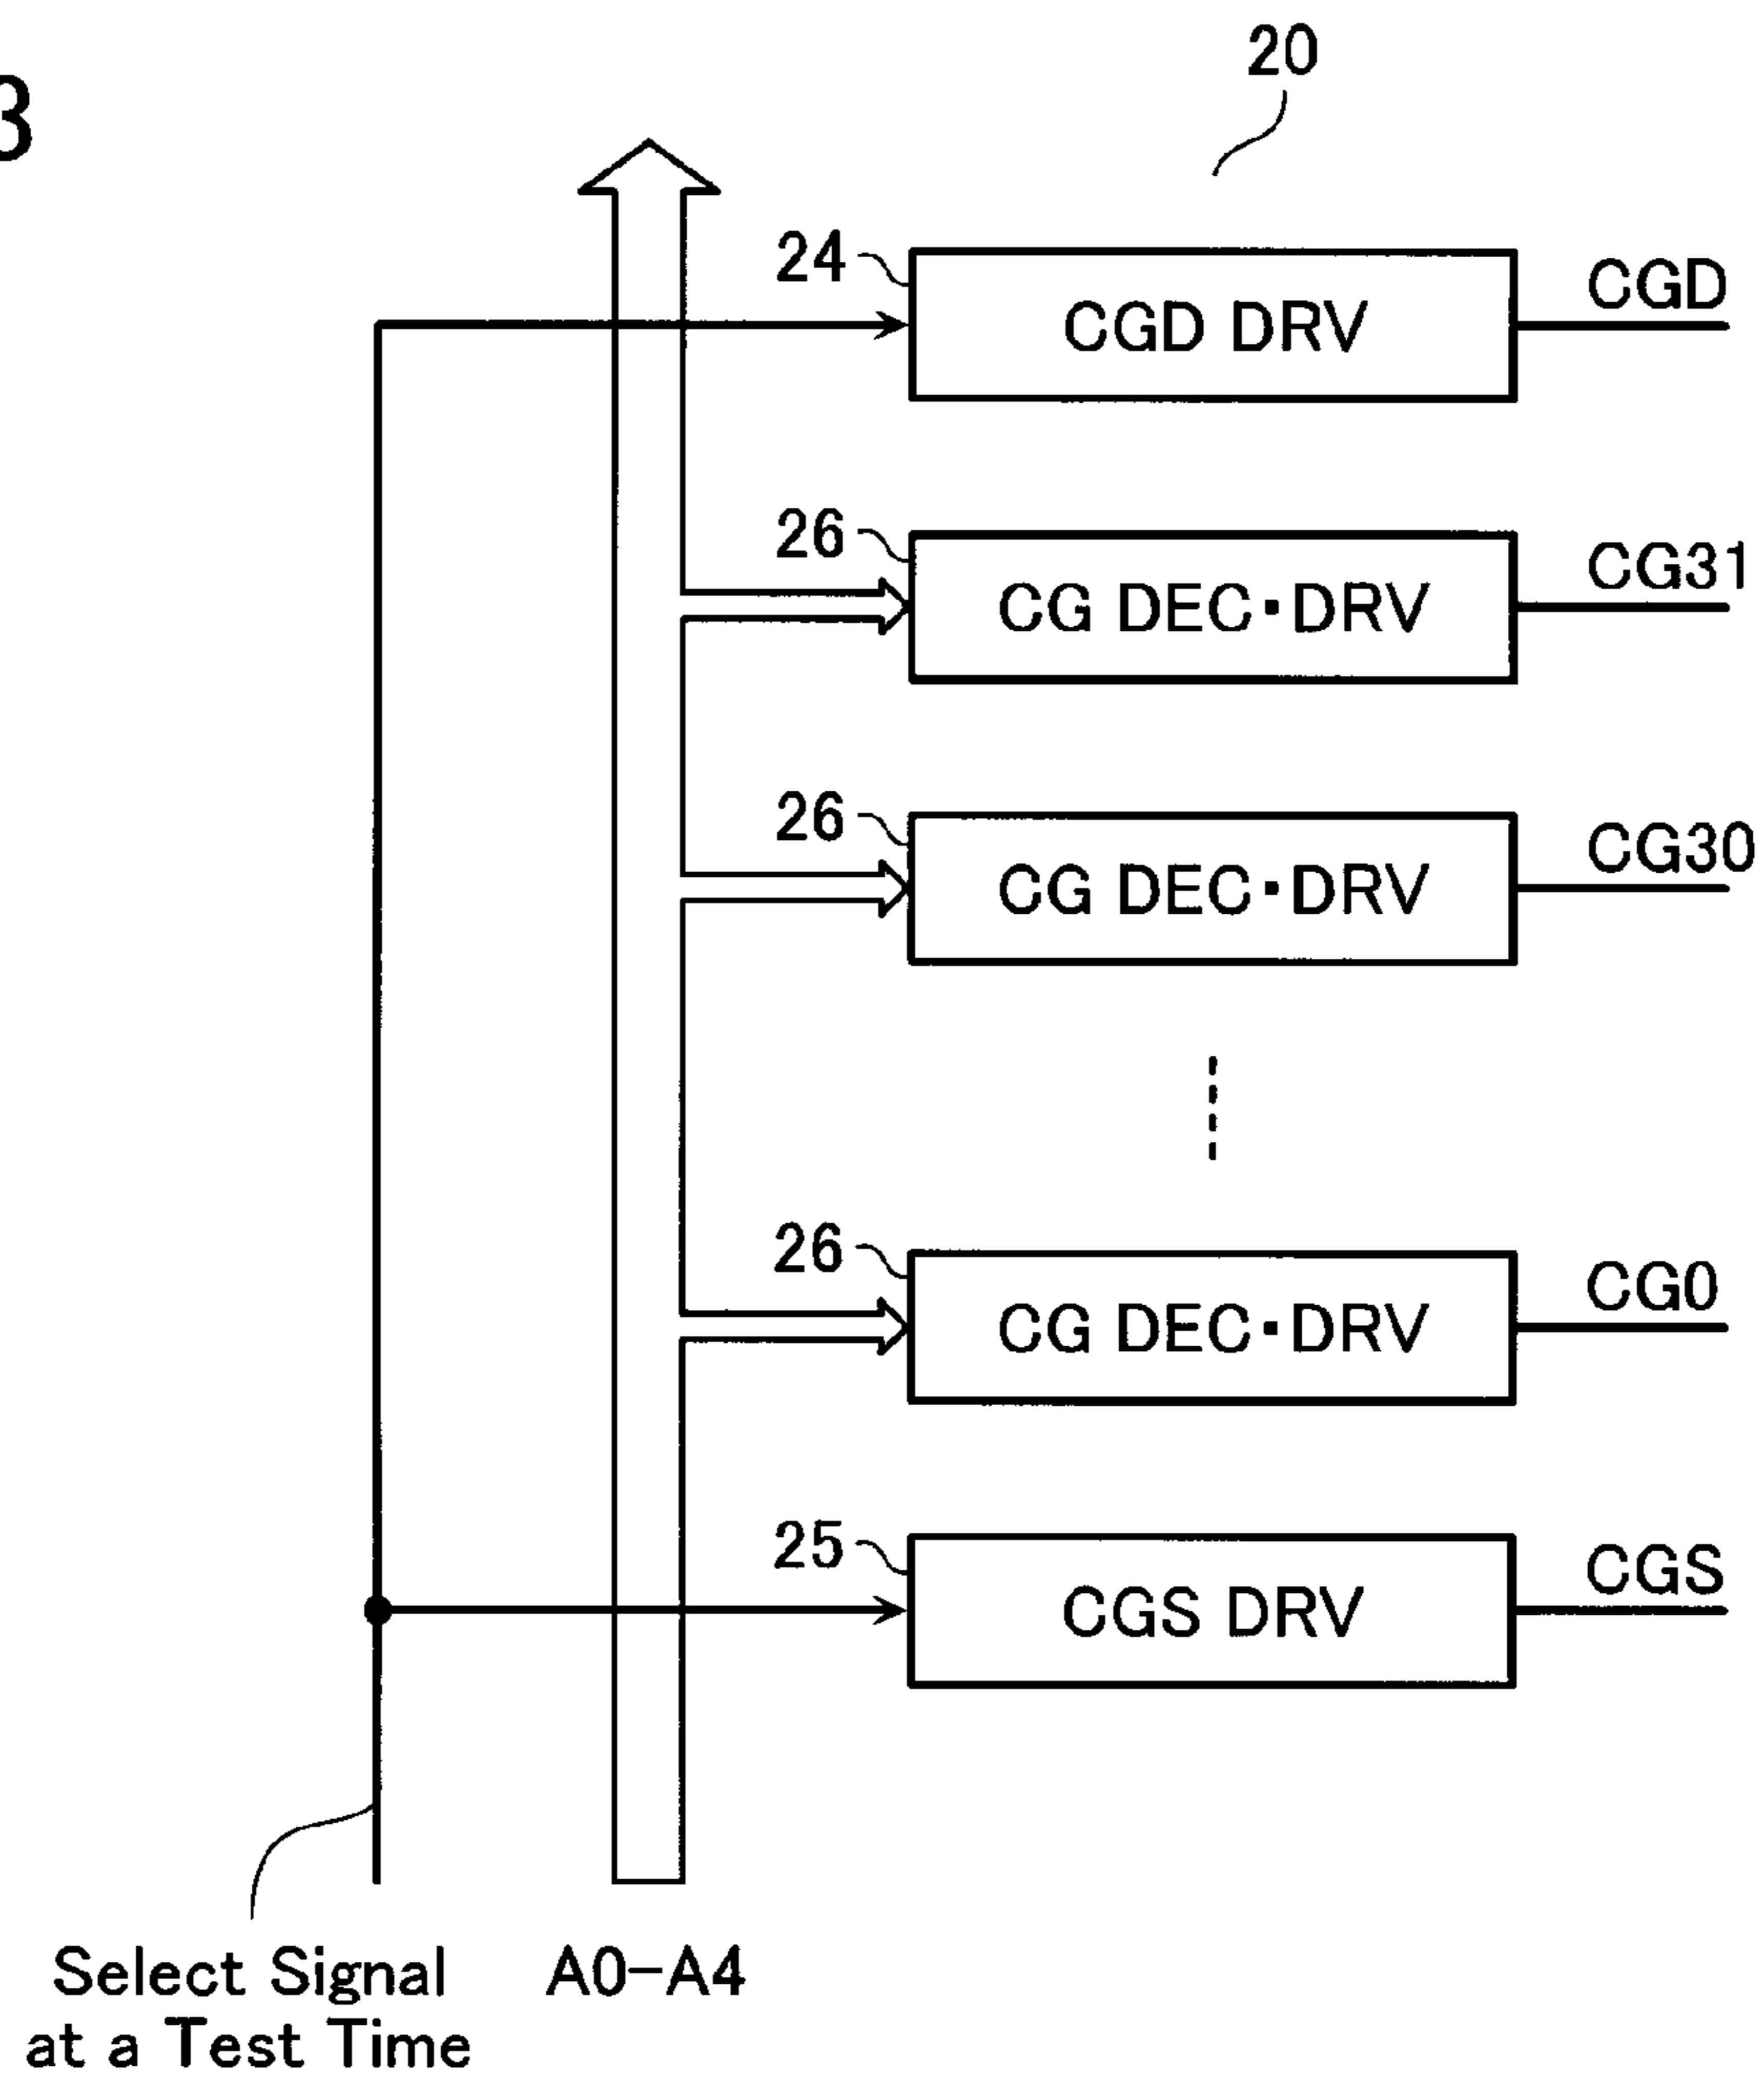 3
20
24
CGD DRV
CGD
26
CG DEC·DRV
CG31
26
CG DEC·DRV
CG30
26
CG DEC·DRV
CG0
25
CGS DRV
CGS
Select Signal
at a Test Time
A0-A4